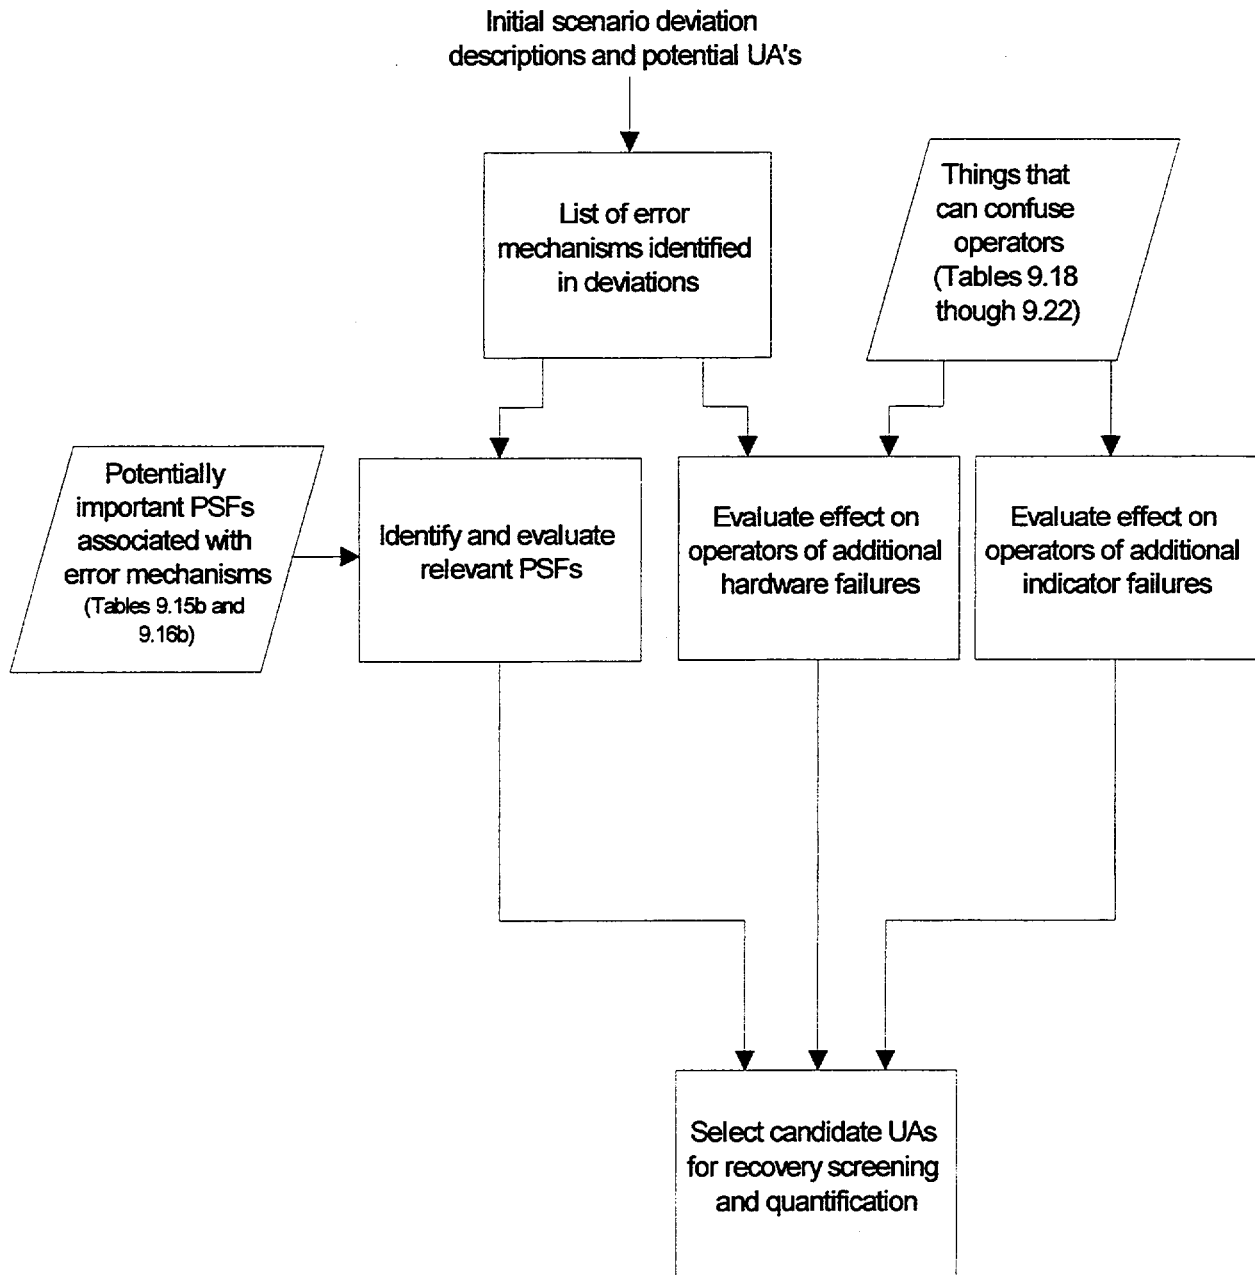 Initial scenario deviation
descriptions and potential UA's
List of error
mechanisms identified
in deviations
Things that
can confuse
operators
(Tables 9.18
though 9.22)
Potentially
important PSFs
associated with
error mechanisms
(Tables 9.15b and
9.16b)
Identify and evaluate
relevant PSFs
Evaluate effect on
operators of additional
hardware failures
Evaluate effect on
operators of additional
indicator failures
Select candidate UAs
for recovery screening
and quantification